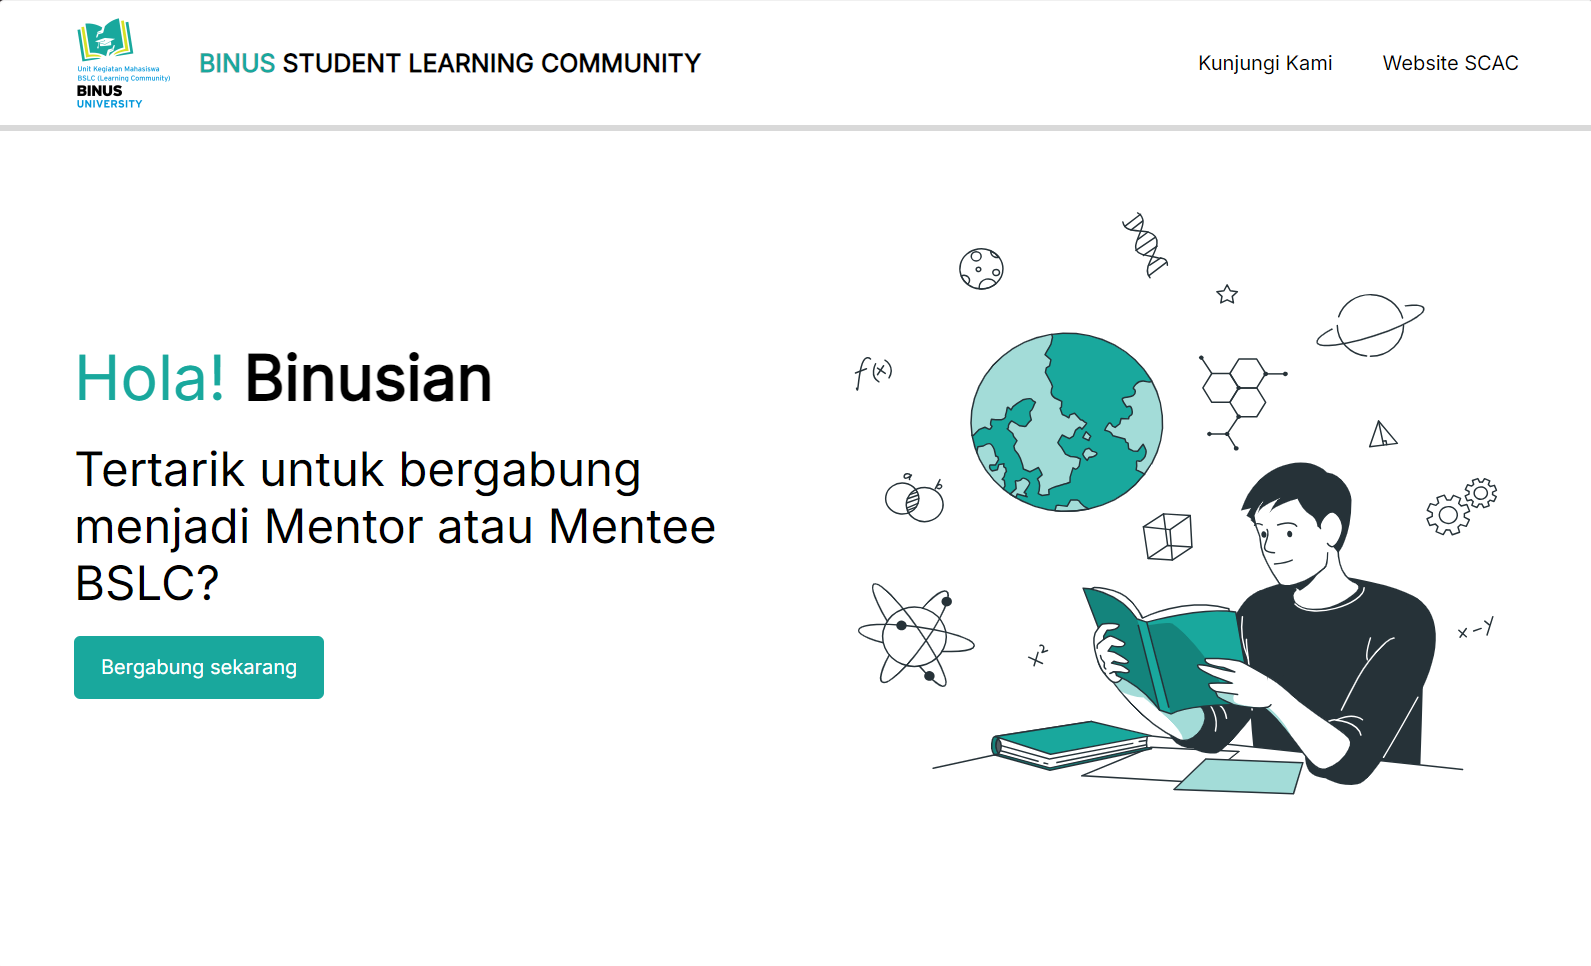 Unit Kegiatan Mahasiswa
BSLC (Learning Community)
BINUS
UNIVERSITY
BINUS STUDENT LEARNING COMMUNITY
Kunjungi Kami
Website SCAC
Hola! Binusian
Tertarik untuk bergabung
menjadi Mentor atau Mentee
BSLC?
Bergabung sekarang
f(x)
a
b
x²
x-y